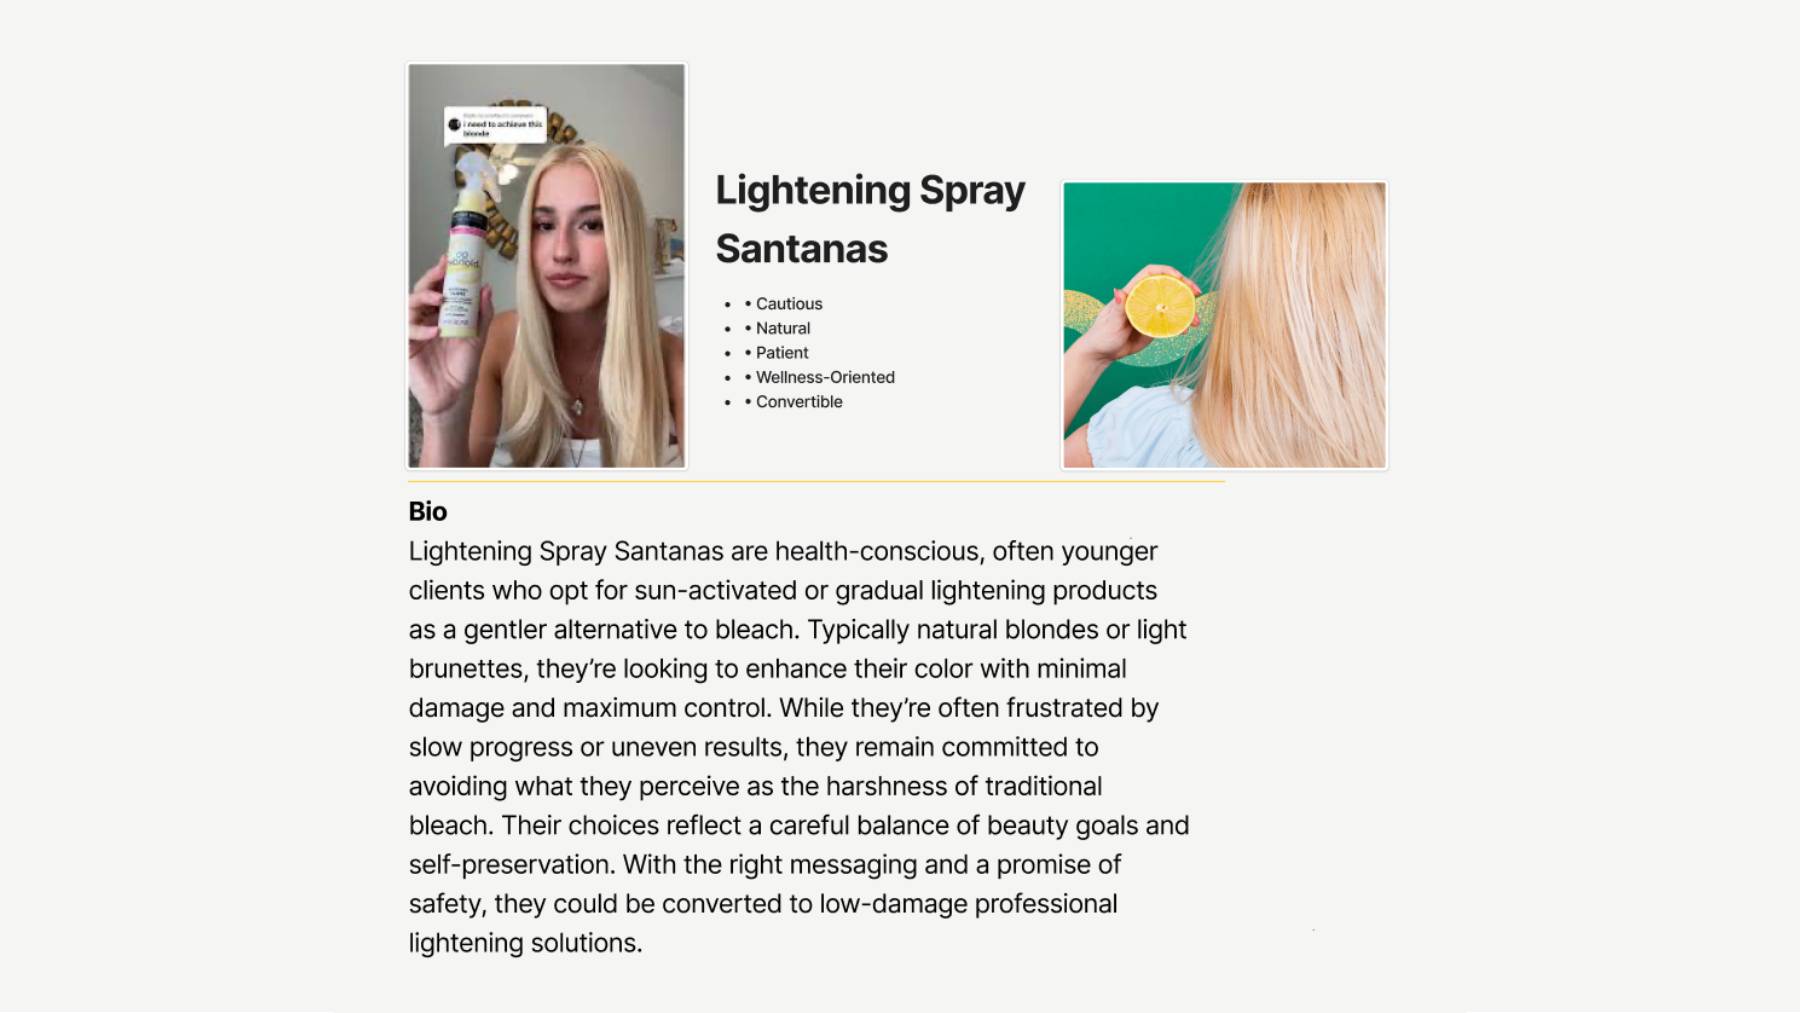 i need to achieve this
blonde
Lightening Spray
Santanas
• • Cautious
• • Natural
• • Patient
• • Wellness-Oriented
• • Convertible
Bio
Lightening Spray Santanas are health-conscious, often younger
clients who opt for sun-activated or gradual lightening products
as a gentler alternative to bleach. Typically natural blondes or light
brunettes, they’re looking to enhance their color with minimal
damage and maximum control. While they’re often frustrated by
slow progress or uneven results, they remain committed to
avoiding what they perceive as the harshness of traditional
bleach. Their choices reflect a careful balance of beauty goals and
self-preservation. With the right messaging and a promise of
safety, they could be converted to low-damage professional
lightening solutions.